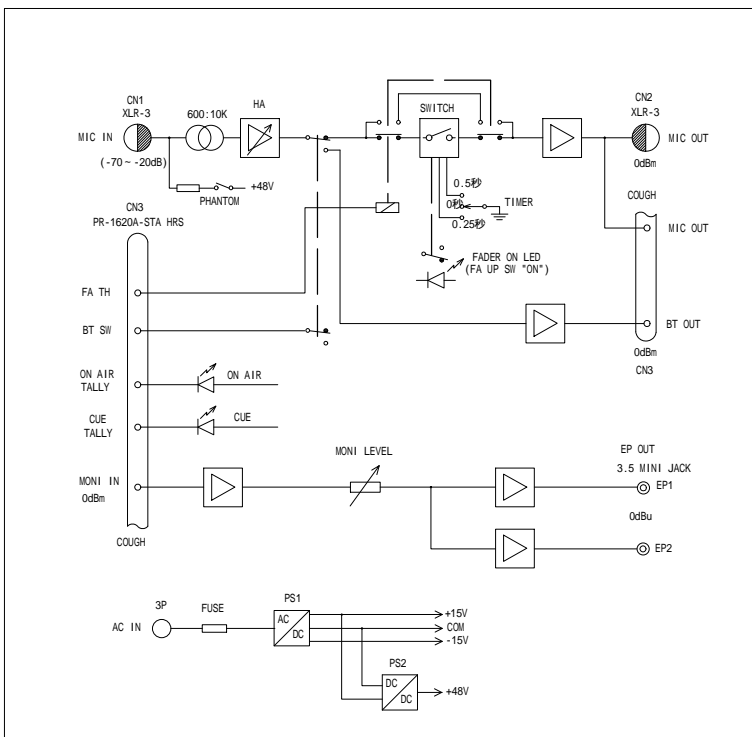 CN1
XLR-3
600:10K
HA
SWITCH
CN2
XLR-3
MIC IN
MIC OUT
(-70 ~ -20dB)
0dBm
+48V
PHANTOM
0.5秒
0秒
TIMER
0.25秒
COUGH
CN3
PR-1620A-STA HRS
MIC OUT
FADER ON LED
(FA UP SW "ON")
FA TH
BT SW
BT OUT
0dBm
CN3
ON AIR
TALLY
ON AIR
CUE
TALLY
CUE
MONI LEVEL
EP OUT
3.5 MINI JACK
MONI IN
0dBm
EP1
0dBu
COUGH
EP2
3P
FUSE
PS1
AC IN
AC
DC
+15V
COM
-15V
PS2
DC
DC
+48V